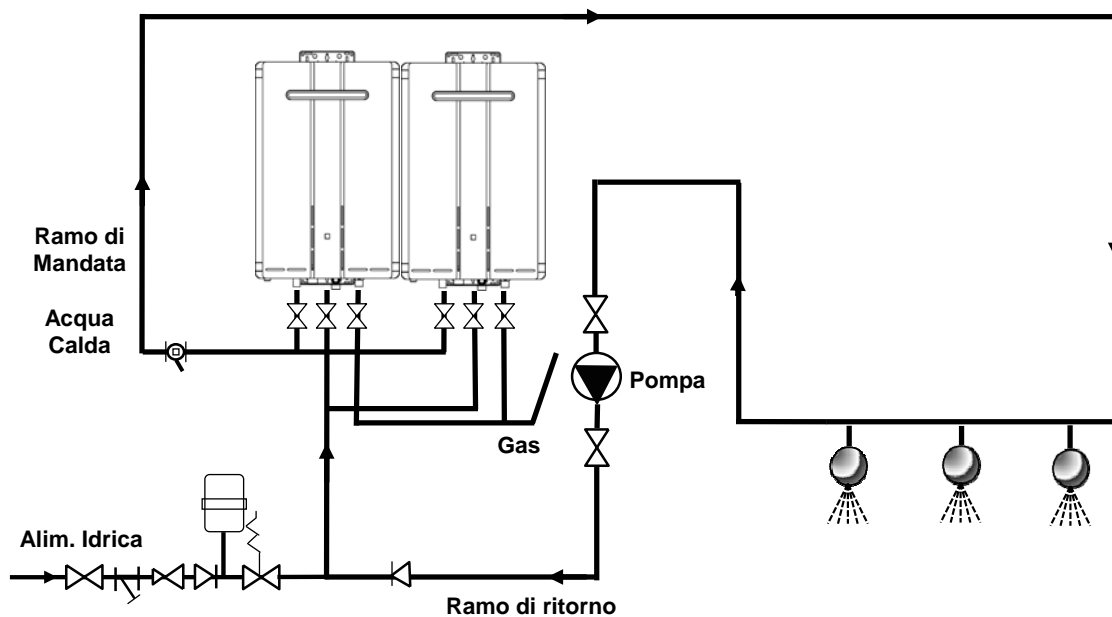 Ramo di
Mandata
Acqua
Calda
Pompa
Gas
Alim. Idrica
Ramo di ritorno